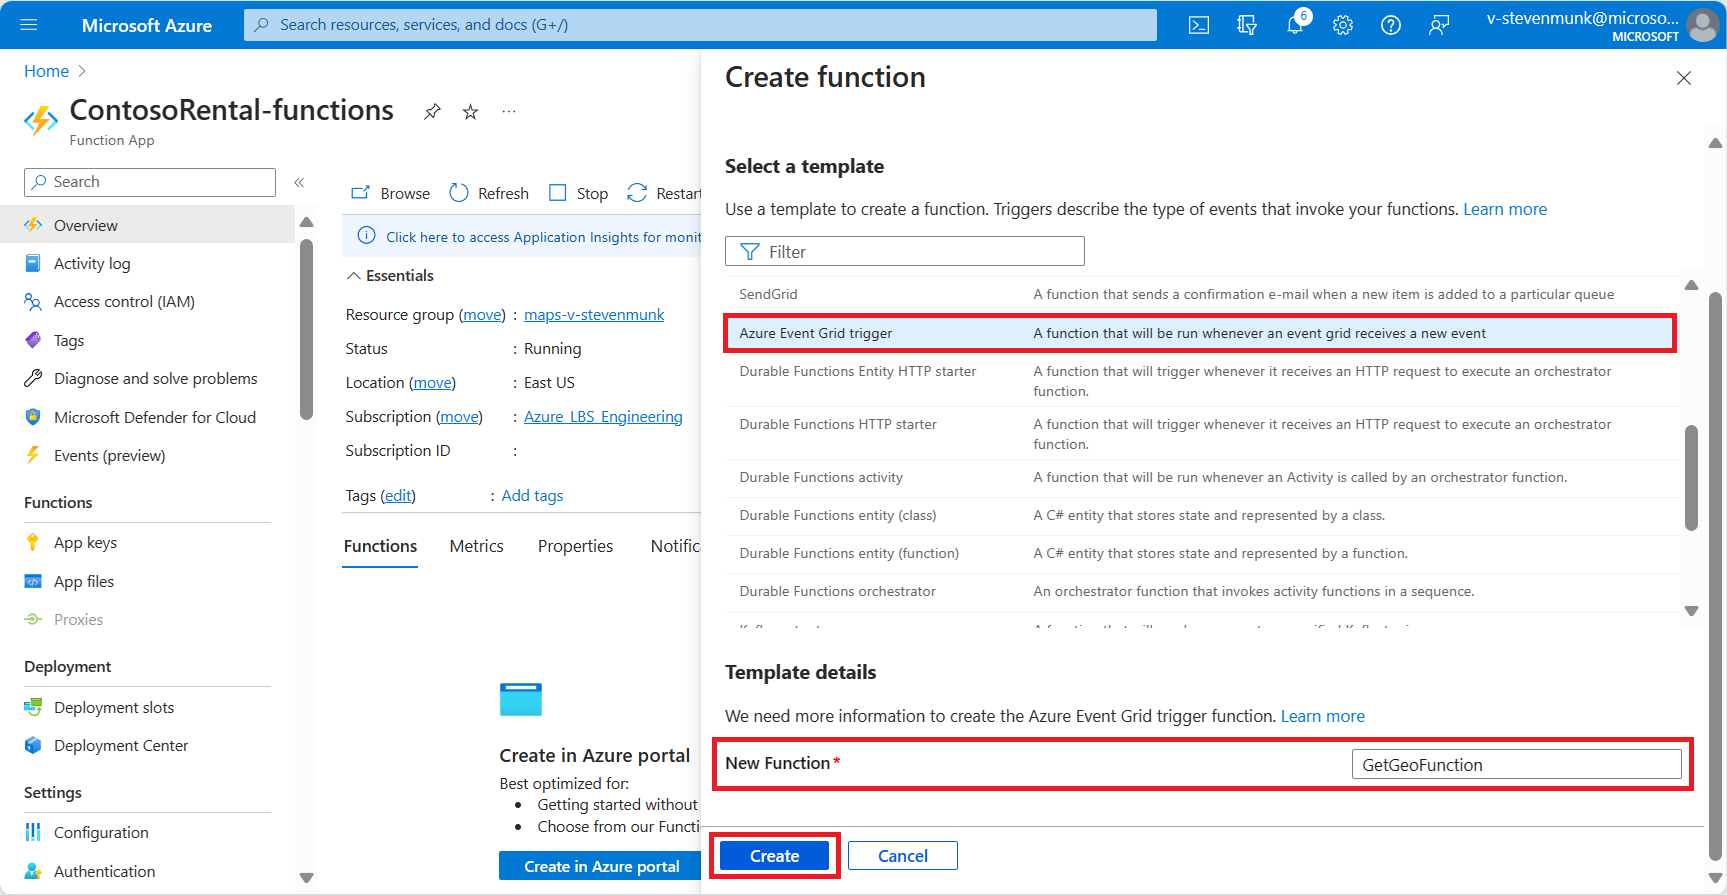 Microsoft Azure
Search resources, services, and docs (G+/)
6
v-stevenmunk@microso...
MICROSOFT
Home
ContosoRental-functions
...
Function App
Search
«
Overview
Activity log
Access control (IAM)
Tags
Diagnose and solve problems
Microsoft Defender for Cloud
Events (preview)
Functions
App keys
App files
Proxies
Deployment
Deployment slots
Deployment Center
Settings
Configuration
Authentication
Browse
Refresh
Stop
Restart
Click here to access Application Insights for monit
Essentials
Resource group (move) : maps-v-stevenmunk
Status : Running
Location (move) : East US
Subscription (move) : Azure_LBS_Engineering
Subscription ID :
Tags (edit) : Add tags
Functions
Metrics
Properties
Notific
Create in Azure portal
Best optimized for:
• Getting started without
• Choose from our Functi
Create in Azure portal
Create function
Select a template
Use a template to create a function. Triggers describe the type of events that invoke your functions. Learn more
Filter
SendGrid A function that sends a confirmation e-mail when a new item is added to a particular queue
Azure Event Grid trigger A function that will be run whenever an event grid receives a new event
Durable Functions Entity HTTP starter A function that will trigger whenever it receives an HTTP request to execute an orchestrator
function.
Durable Functions HTTP starter A function that will trigger whenever it receives an HTTP request to execute an orchestrator
function.
Durable Functions activity A function that will be run whenever an Activity is called by an orchestrator function.
Durable Functions entity (class) A C# entity that stores state and represented by a class.
Durable Functions entity (function) A C# entity that stores state and represented by a function.
Durable Functions orchestrator An orchestrator function that invokes activity functions in a sequence.
Template details
We need more information to create the Azure Event Grid trigger function. Learn more
New Function* GetGeoFunction
Create
Cancel